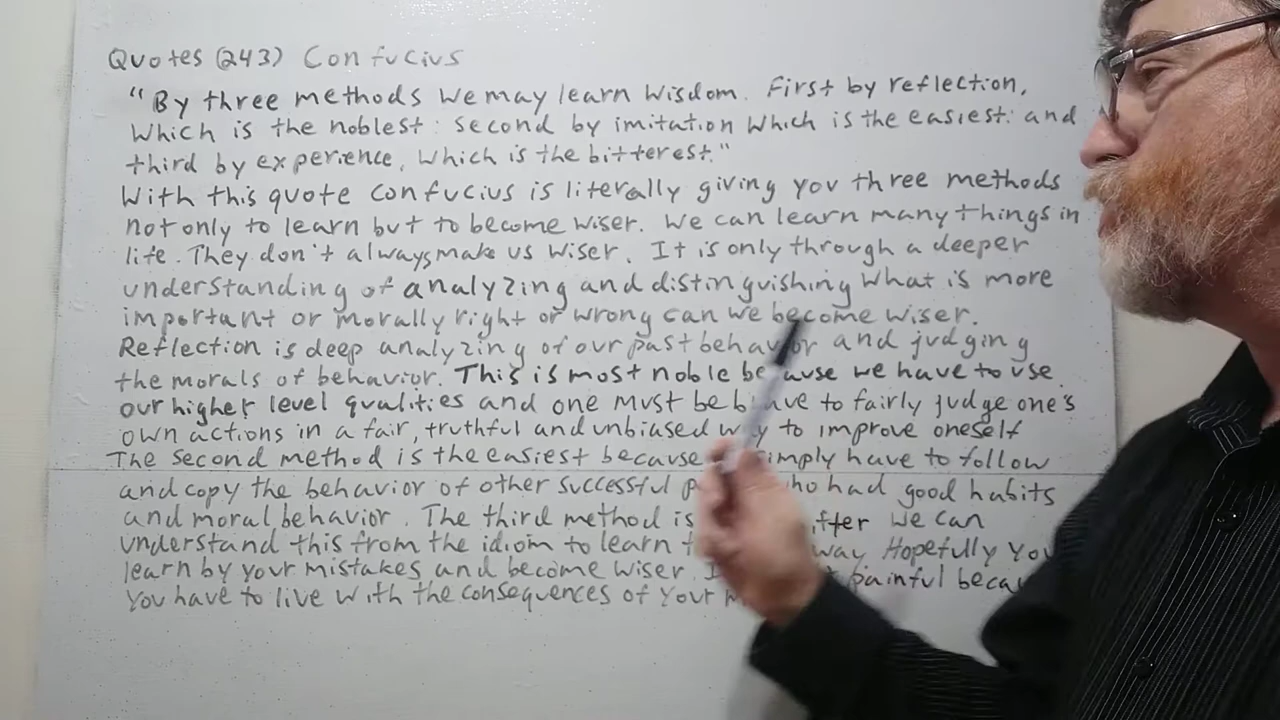 Quotes (243) Confucius
"By three methods we may learn wisdom. First by reflection,
Which is the noblest: second by imitation which is the easiest: and
third by experience, which is the bitterest."
With this quote confucius is literally giving you three methods
not only to learn but to become wiser. We can learn many things in
life. They don't always make us wiser. It is only through a deeper
understanding of analyzing and distinguishing what is more
important or morally right or wrong can we become wiser.
Reflection is deep analyzing of our past behavior and judging
the morals of behavior. This is most noble because we have to use
our higher level qualities and one must be brave to fairly judge one's
own actions in a fair, truthful and unbiased way to improve oneself
The second method is the easiest because simply have to follow
and copy the behavior of other successful who had good habits
and moral behavior. The third method is We can
understand this from the idiom to learn way Hopefully you
learn by your mistakes and become wiser. painful
You have to live with the consequences of your